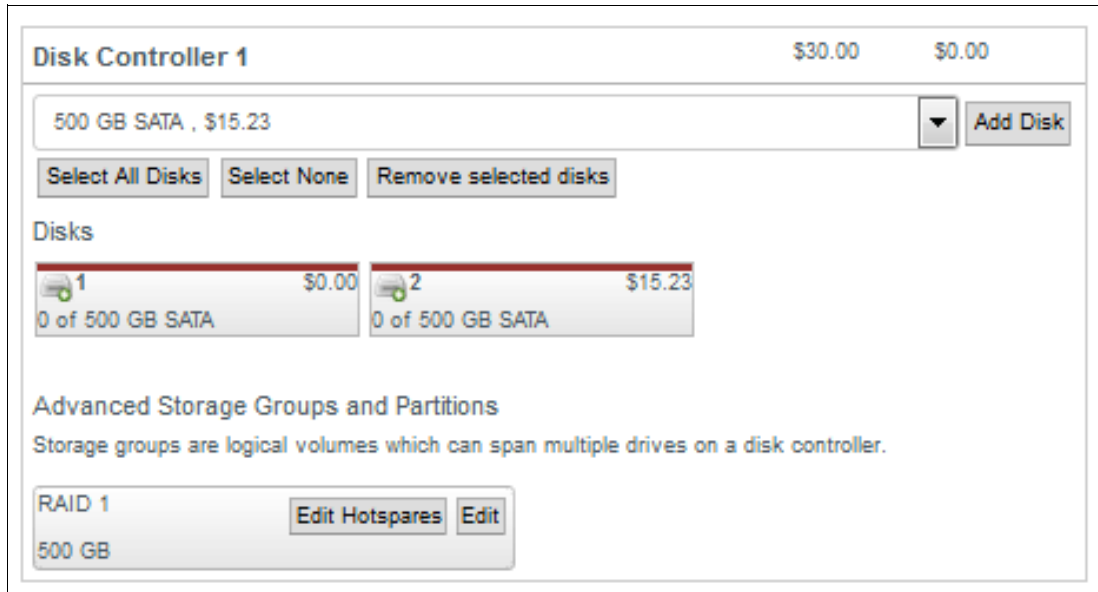 Disk Controller 1 $30.00 $0.00
500 GB SATA , $15.23 Add Disk
Select All Disks Select None Remove selected disks
Disks
1 $0.00 2 $15.23
0 of 500 GB SATA 0 of 500 GB SATA
Advanced Storage Groups and Partitions
Storage groups are logical volumes which can span multiple drives on a disk controller.
RAID 1 Edit Hotspares Edit
500 GB